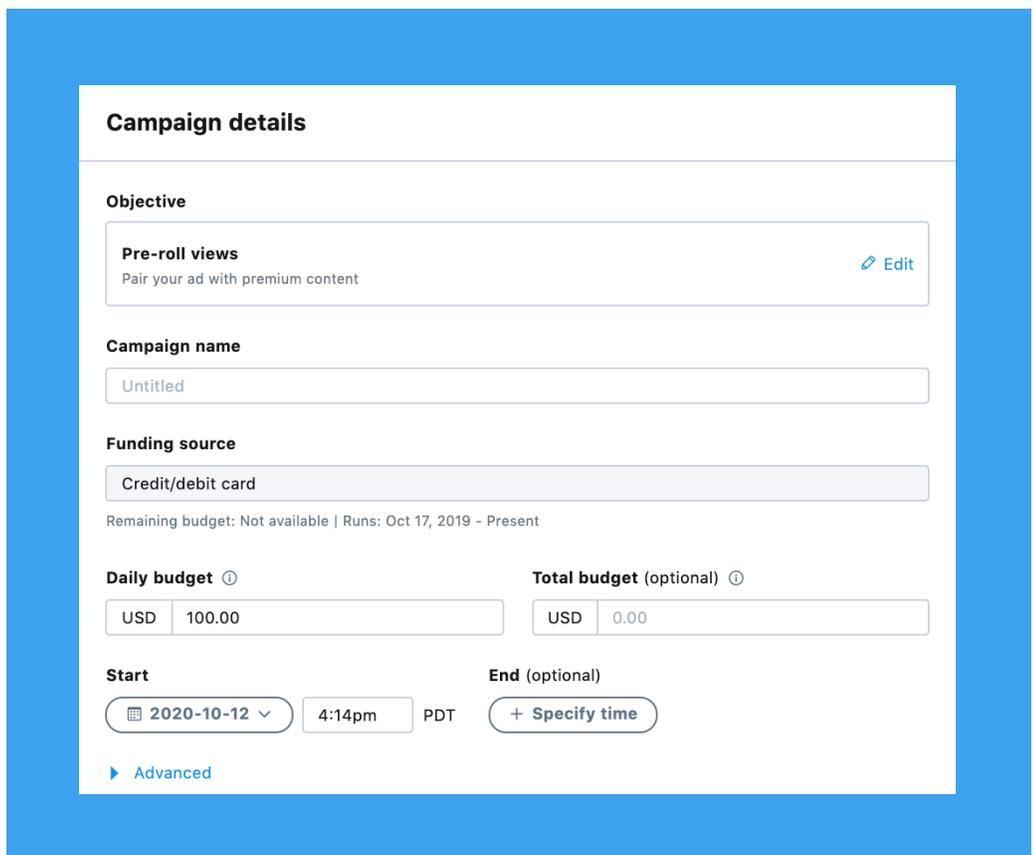 Campaign details
Objective
Pre-roll views
Pair your ad with premium content
Edit
Campaign name
Untitled
Funding source
Credit/debit card
Remaining budget: Not available | Runs: Oct 17, 2019 - Present
Daily budget Total budget (optional)
USD 100.00 USD 0.00
Start End (optional)
2020-10-12 4:14pm PDT + Specify time
Advanced